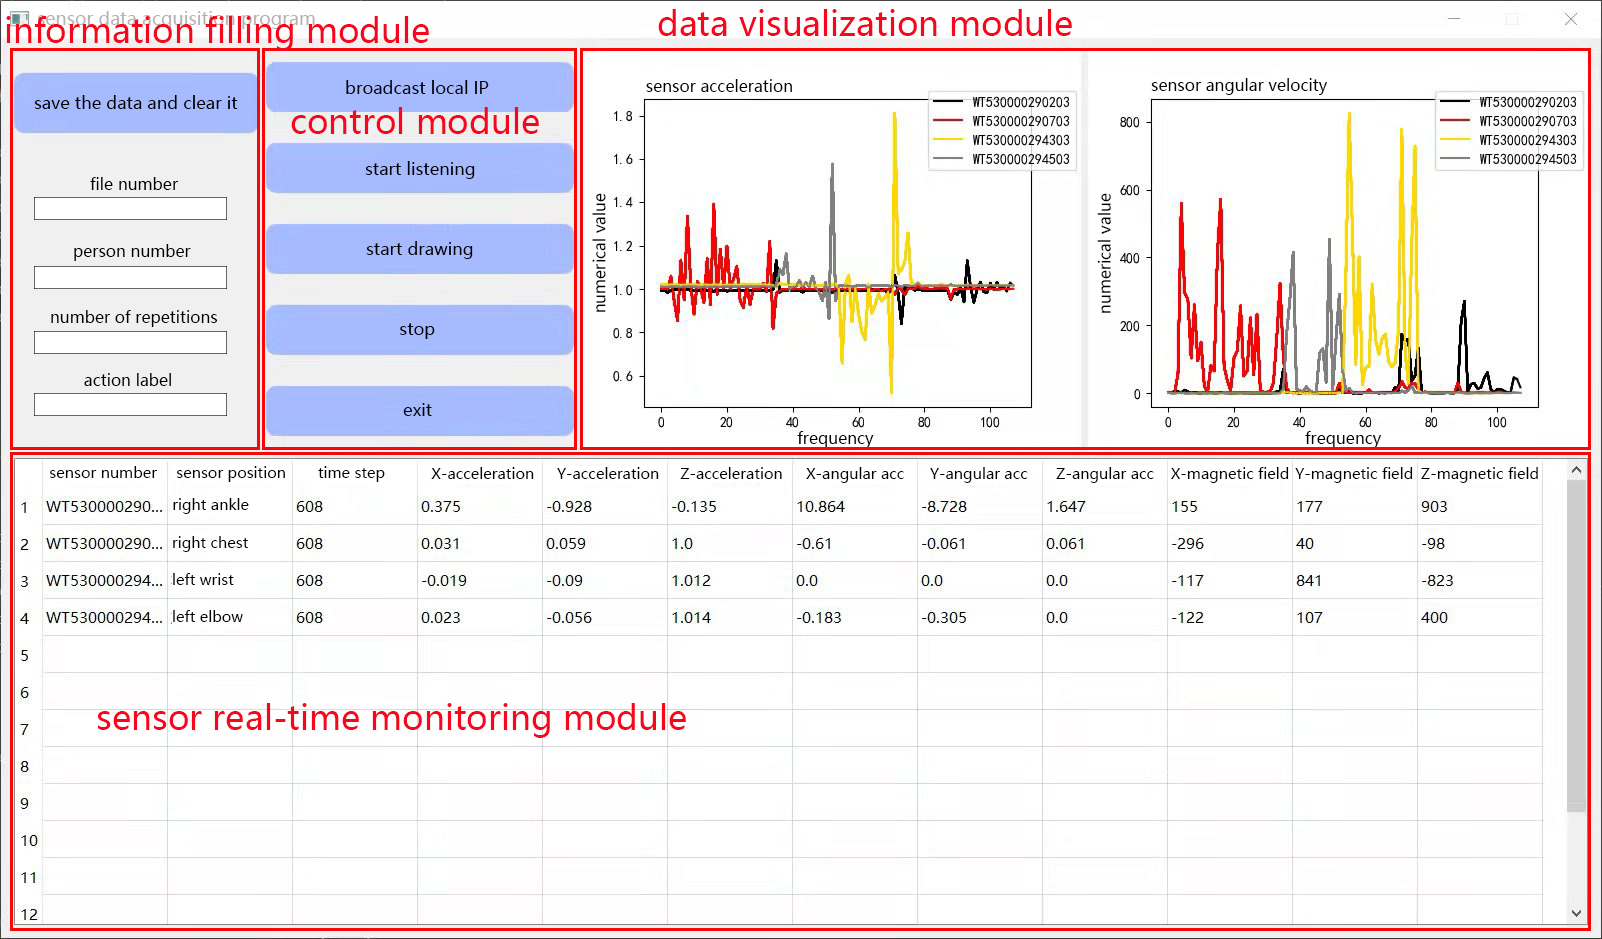 sensor data acquisition program
information filling module
data visualization module
save the data and clear it
file number
person number
number of repetitions
action label
broadcast local IP
control module
start listening
start drawing
stop
exit
sensor acceleration
WT530000290203
WT530000290703
WT530000294303
WT530000294503
numerical value
1.8
1.6
1.4
1.2
1.0
0.8
0.6
0 20 40 60 80 100
frequency
sensor angular velocity
WT530000290203
WT530000290703
WT530000294303
WT530000294503
numerical value
800
600
400
200
0
0 20 40 60 80 100
frequency
sensor number sensor position time step X-acceleration Y-acceleration Z-acceleration X-angular acc Y-angular acc Z-angular acc X-magnetic field Y-magnetic field Z-magnetic field
1 WT530000290... right ankle 608 0.375 -0.928 -0.135 10.864 -8.728 1.647 155 177 903
2 WT530000290... right chest 608 0.031 0.059 1.0 -0.61 -0.061 0.061 -296 40 -98
3 WT530000294... left wrist 608 -0.019 -0.09 1.012 0.0 0.0 0.0 -117 841 -823
4 WT530000294... left elbow 608 0.023 -0.056 1.014 -0.183 -0.305 0.0 -122 107 400
5
6
sensor real-time monitoring module
7
8
9
10
11
12